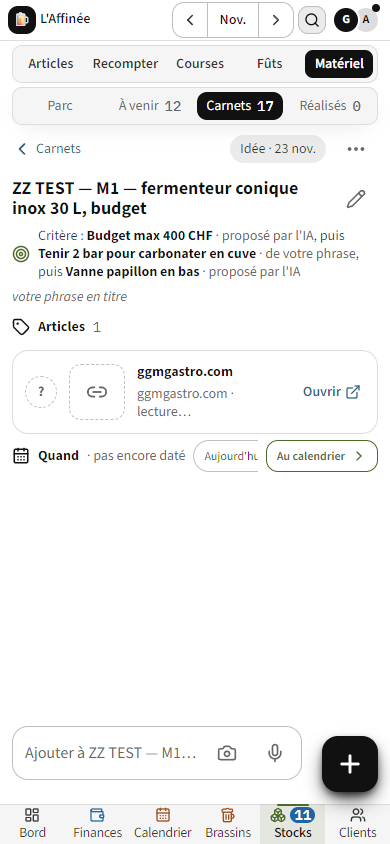 L'Affinée
Nov.
G A
Articles Recompter Courses Fûts Matériel
Parc À venir 12 Carnets 17 Réalisés 0
Carnets
Idée · 23 nov.
ZZ TEST — M1 — fermenteur conique
inox 30 L, budget
Critère : Budget max 400 CHF · proposé par l'IA, puis
Tenir 2 bar pour carbonater en cuve · de votre phrase,
puis Vanne papillon en bas · proposé par l'IA
votre phrase en titre
Articles 1
?
ggmgastro.com
ggmgastro.com ·
lecture…
Ouvrir
Quand · pas encore daté
Aujourd'hu
Au calendrier
Ajouter à ZZ TEST — M1…
11
Bord Finances Calendrier Brassins Stocks Clients